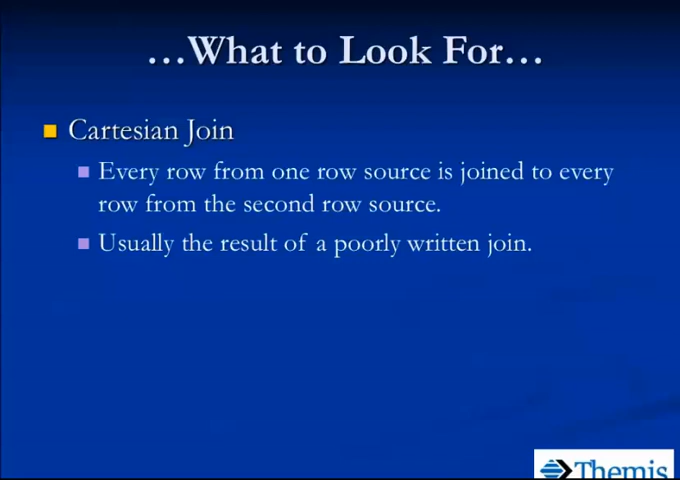 …What to Look For…
Cartesian Join
Every row from one row source is joined to every
row from the second row source.
Usually the result of a poorly written join.
Themis